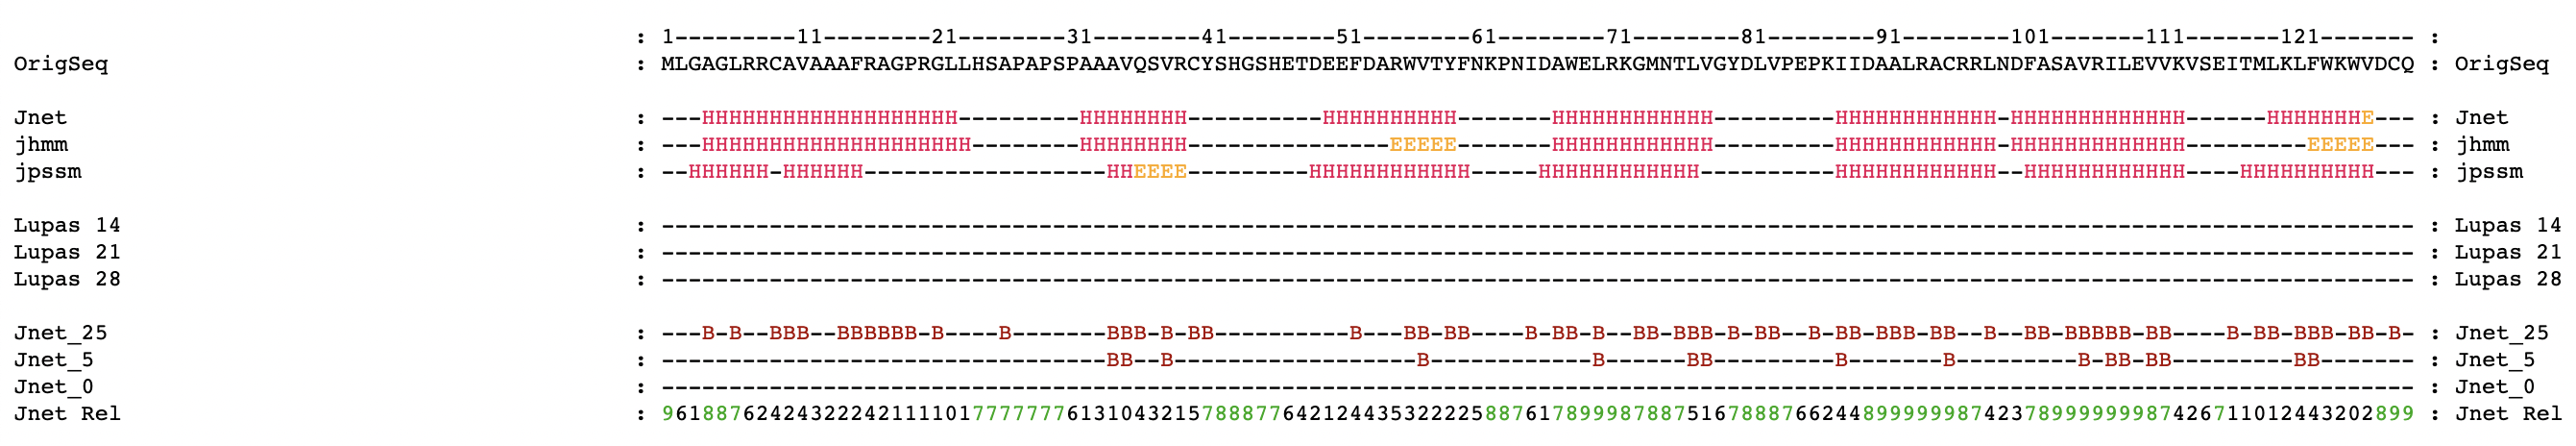 : 1---------11--------21--------31--------41--------51--------61--------71--------81--------91--------101-------111-------121------- :
OrigSeq : MLGAGLRRCAVAAAFRAGPRGLLHSAPAPSPAAAVQSVRCYSHGSHETDEEFDARWVTYFNKPNIDAWELRKGMNTLVGYDLVPEPKIIDAALRACRRLNDFASAVRILEVVKVSEITMLKLFWKWVDCQ : OrigSeq
Jnet : ---HHHHHHHHHHHHHHHHHHH---------HHHHHHHH----------HHHHHHHHHH-------HHHHHHHHHHHH---------HHHHHHHHHHHH-HHHHHHHHHHHHH------HHHHHHHE--- : Jnet
jhmm : ---HHHHHHHHHHHHHHHHHHHH--------HHHHHHHH---------------EEEEE-------HHHHHHHHHHHH---------HHHHHHHHHHHH-HHHHHHHHHHHHH---------EEEEE--- : jhmm
jpssm : --HHHHHH-HHHHHH------------------HHEEEE---------HHHHHHHHHHHH-----HHHHHHHHHHHH----------HHHHHHHHHHHH--HHHHHHHHHHHH----HHHHHHHHHH--- : jpssm
Lupas 14 : ---------------------------------------------------------------------------------------------------------------------------------- : Lupas 14
Lupas 21 : ---------------------------------------------------------------------------------------------------------------------------------- : Lupas 21
Lupas 28 : ---------------------------------------------------------------------------------------------------------------------------------- : Lupas 28
Jnet_25 : ---B-B--BBB--BBBBBB-B----B-------BBB-B-BB----------B---BB-BB----B-BB-B--BB-BBB-B-BB--B-BB-BBB-BB--B--BB-BBBBB-BB----B-BB-BBB-BB-B- : Jnet_25
Jnet_5 : ---------------------------------BB--B------------------B------------B------BB---------B-------B---------B-BB-BB---------BB------- : Jnet_5
Jnet_0 : ---------------------------------------------------------------------------------------------------------------------------------- : Jnet_0
Jnet Rel : 96188762424322242111101777777761310432157888776421244353222258876178999878875167888766244899999998742378999999987426711012443202899 : Jnet Rel